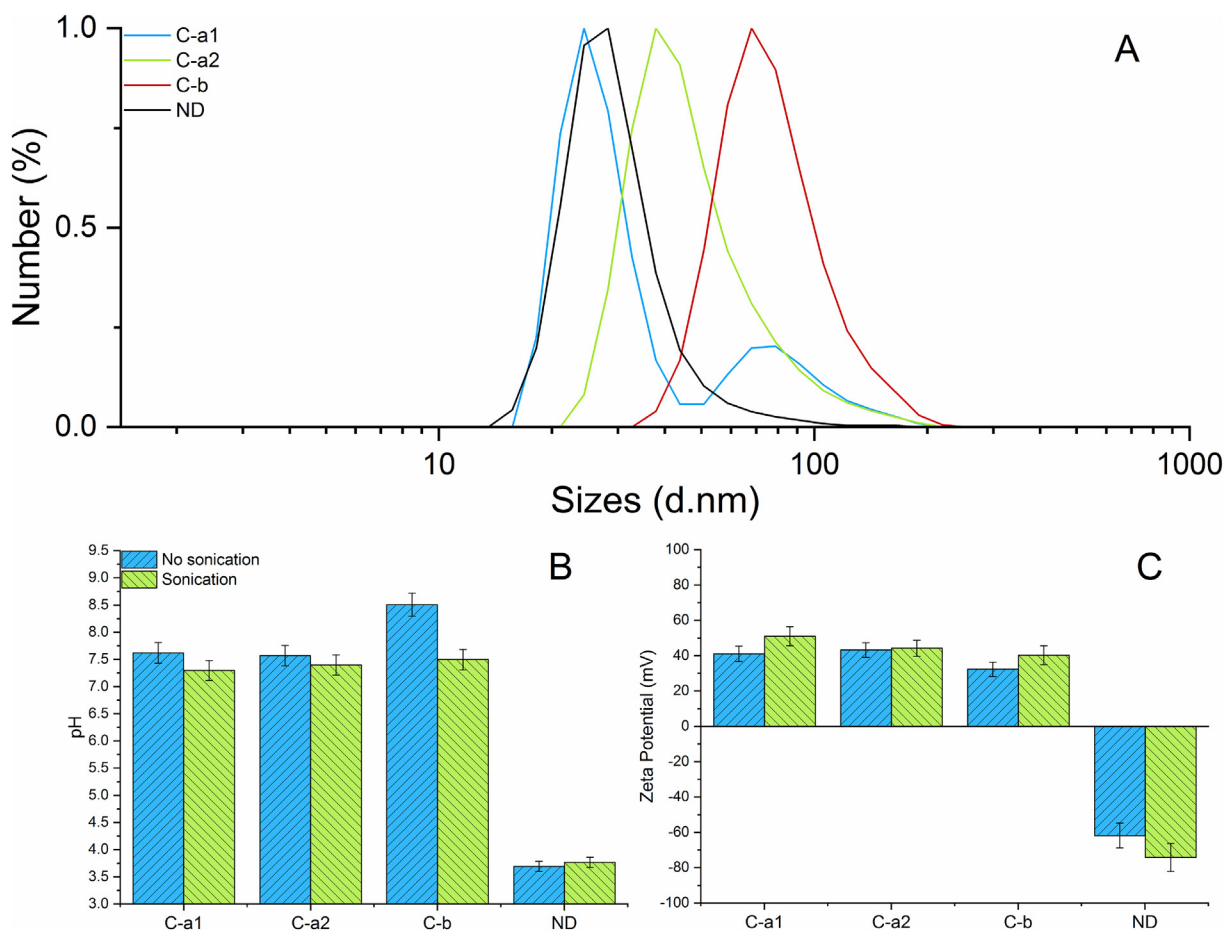 C-a1
C-a2
C-b
ND
A
1.0
0.5
0.0
Number (%)
10
100
1000
Sizes (d.nm)
No sonication
Sonication
B
9.5
9.0
8.5
8.0
7.5
7.0
6.5
6.0
5.5
5.0
4.5
4.0
3.5
3.0
pH
C-a1
C-a2
C-b
ND
C
100
80
60
40
20
0
-20
-40
-60
-80
-100
Zeta Potential (mV)
C-a1
C-a2
C-b
ND